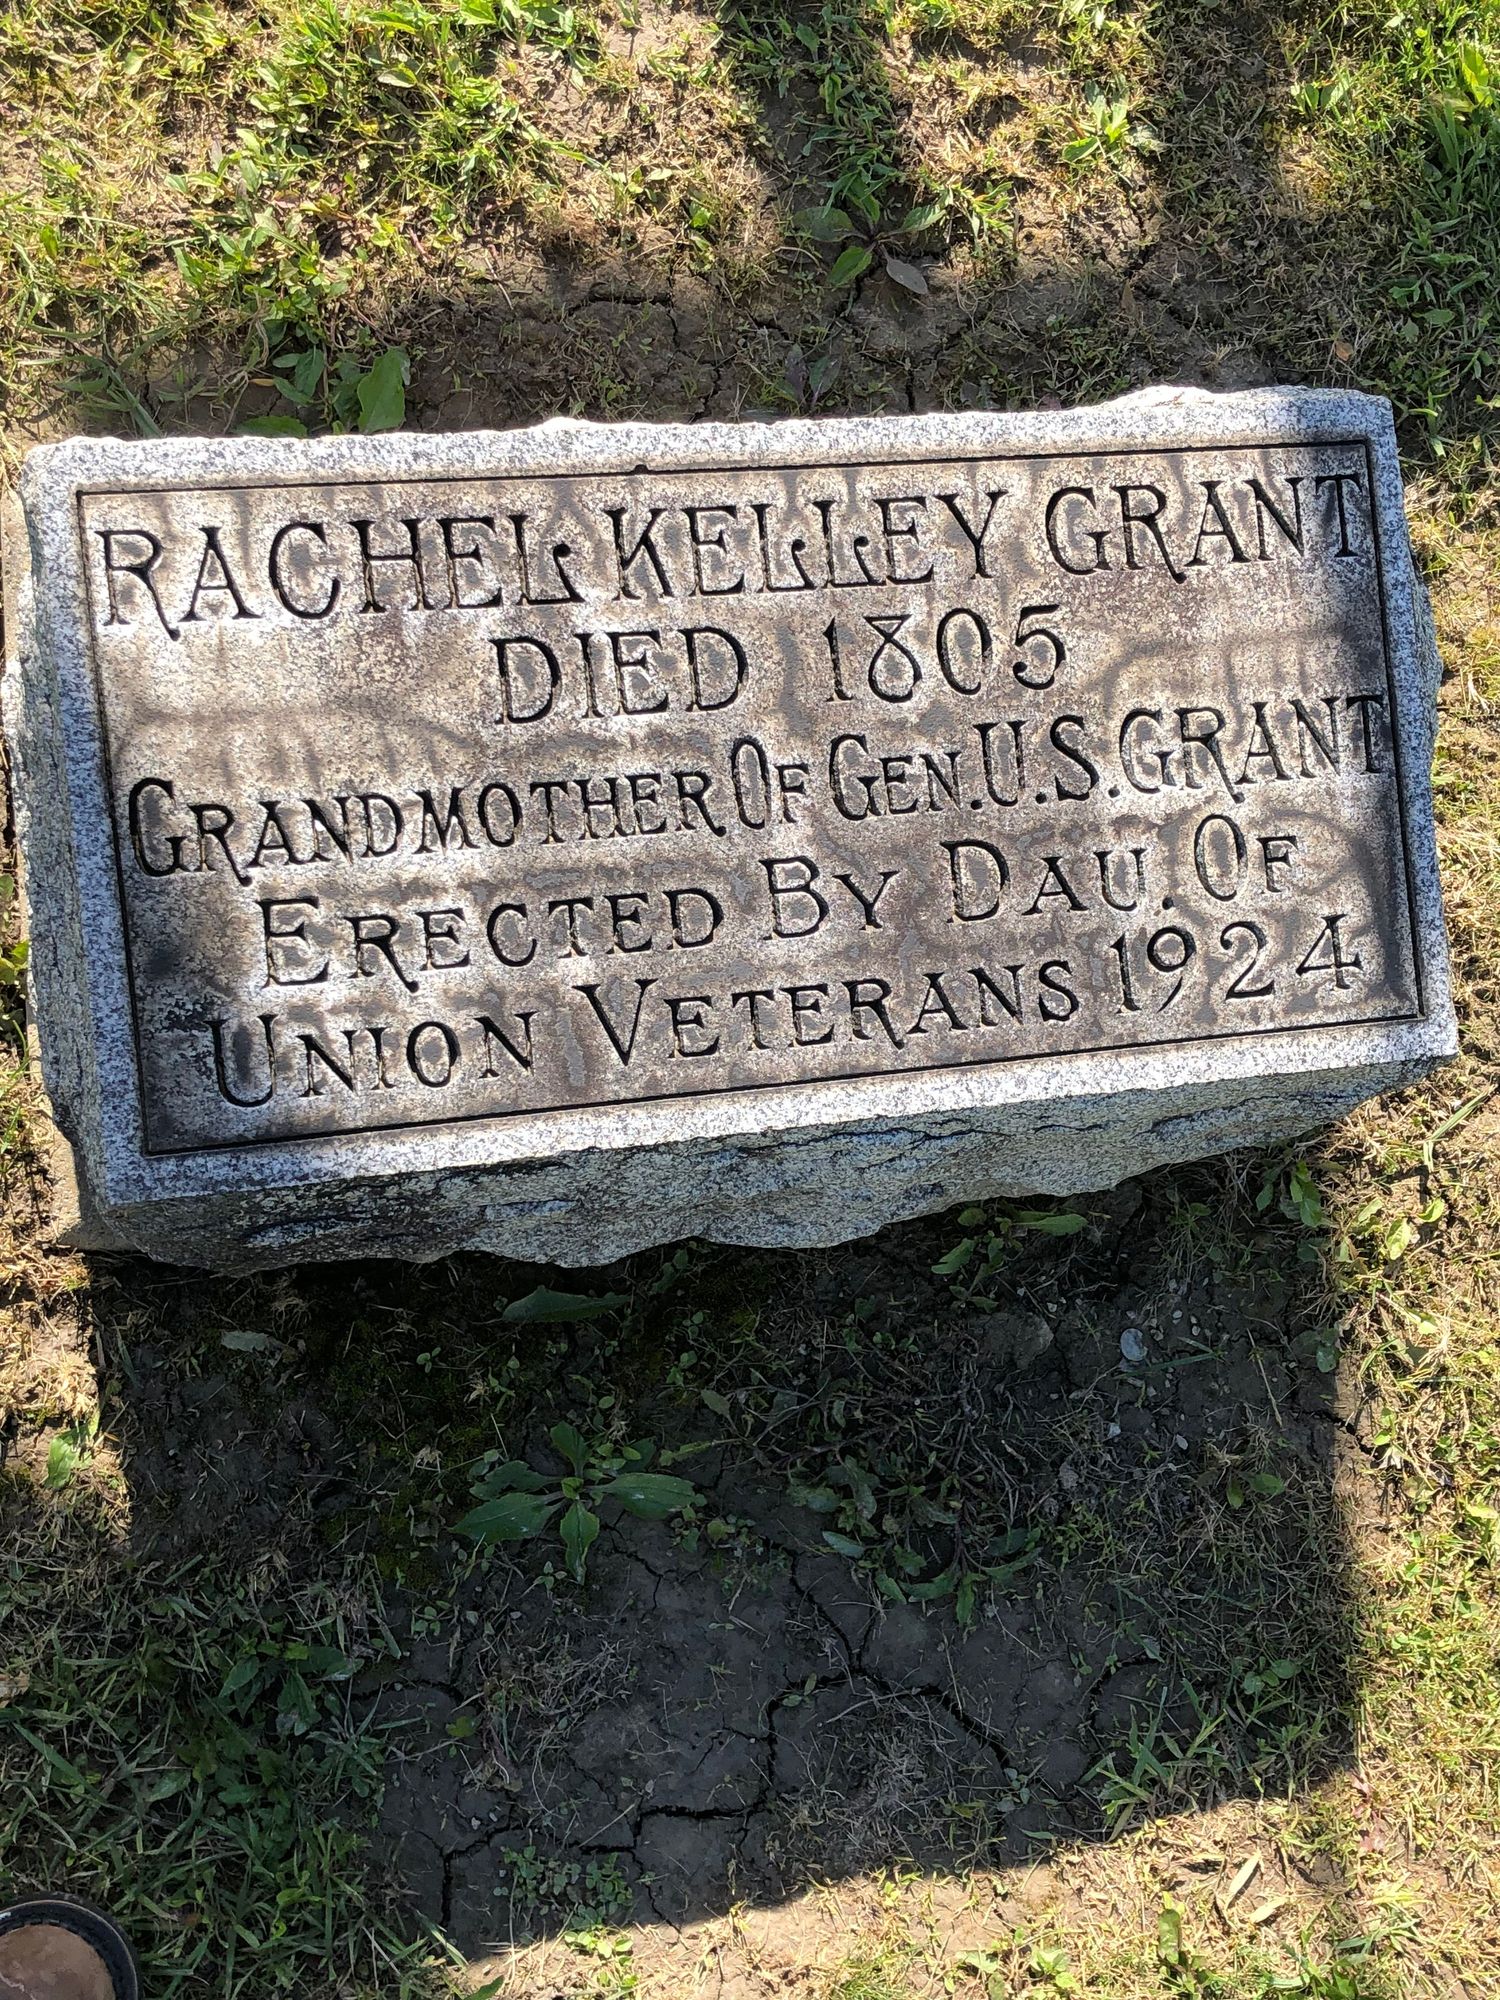 RACHEL KELLEY GRANT
DIED 1805
GRANDMOTHER OF GEN. U.S. GRANT
ERECTED BY DAU. OF
UNION VETERANS 1924